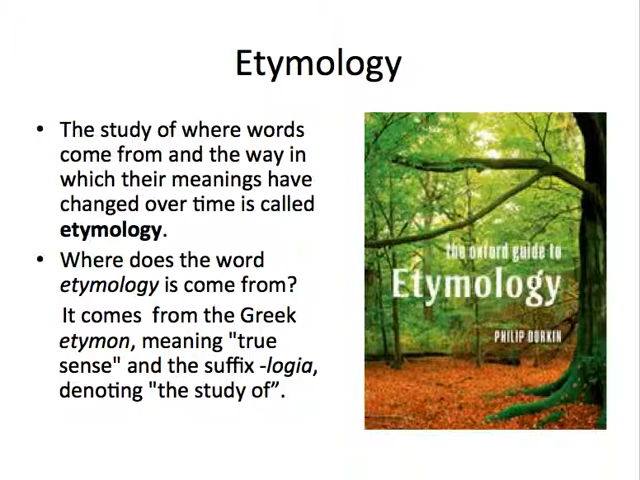 Etymology
• The study of where words
come from and the way in
which their meanings have
changed over time is called
etymology.
• Where does the word
etymology is come from?
It comes  from the Greek
etymon, meaning "true
sense" and the suffix -logia,
denoting "the study of”.
the oxford guide to
Etymology
PHILIP DURKIN